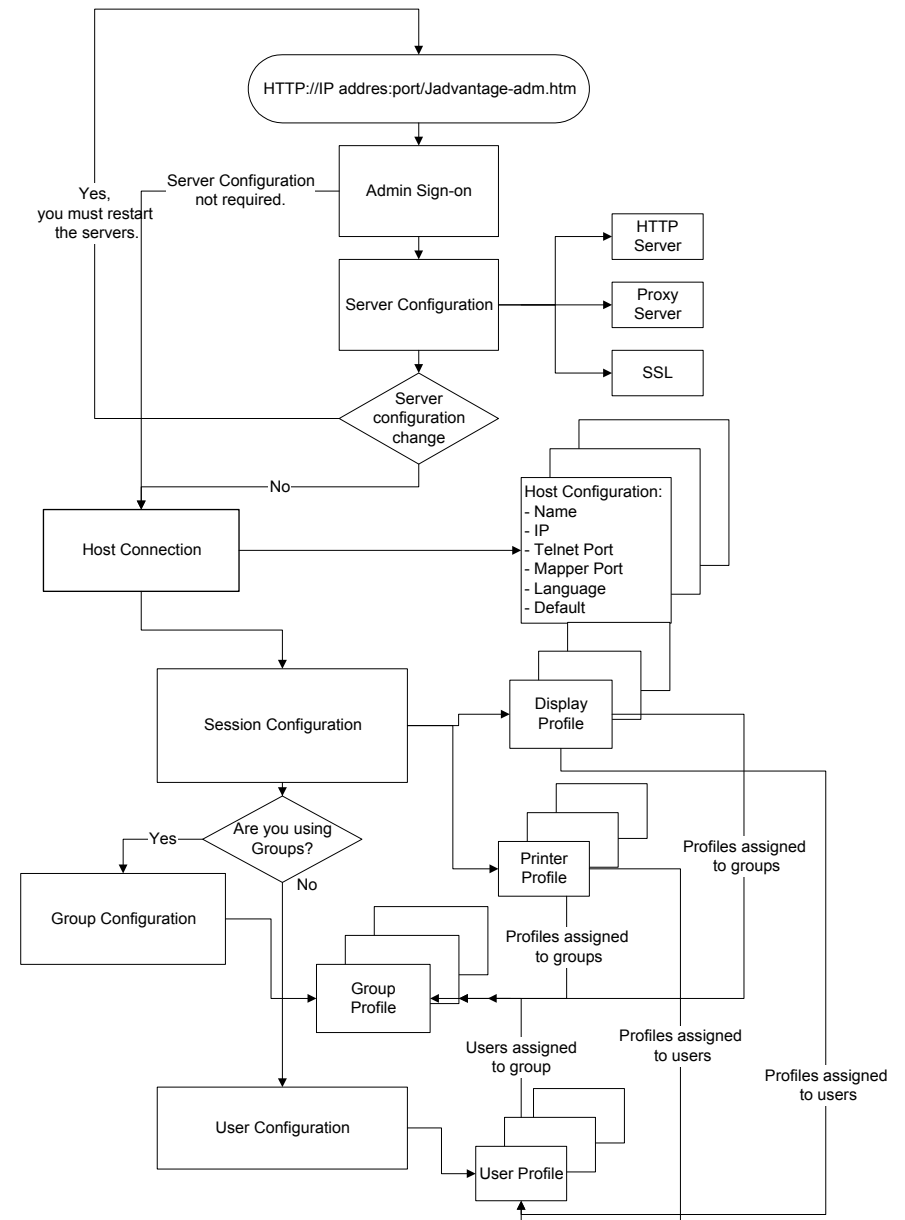 HTTP://IP addres:port/Jadvantage-adm.htm
Admin Sign-on
Server Configuration
not required.
Yes,
you must restart
the servers.
HTTP
Server
Server Configuration
Proxy
Server
SSL
Server
configuration
change
No
Host Connection
Host Configuration:
- Name
- IP
- Telnet Port
- Mapper Port
- Language
- Default
Session Configuration
Display
Profile
Are you using
Groups?
Yes
No
Printer
Profile
Profiles assigned
to groups
Group Configuration
Profiles assigned
to groups
Group
Profile
Users assigned
to group
Profiles assigned
to users
Profiles assigned
to users
User Configuration
User Profile